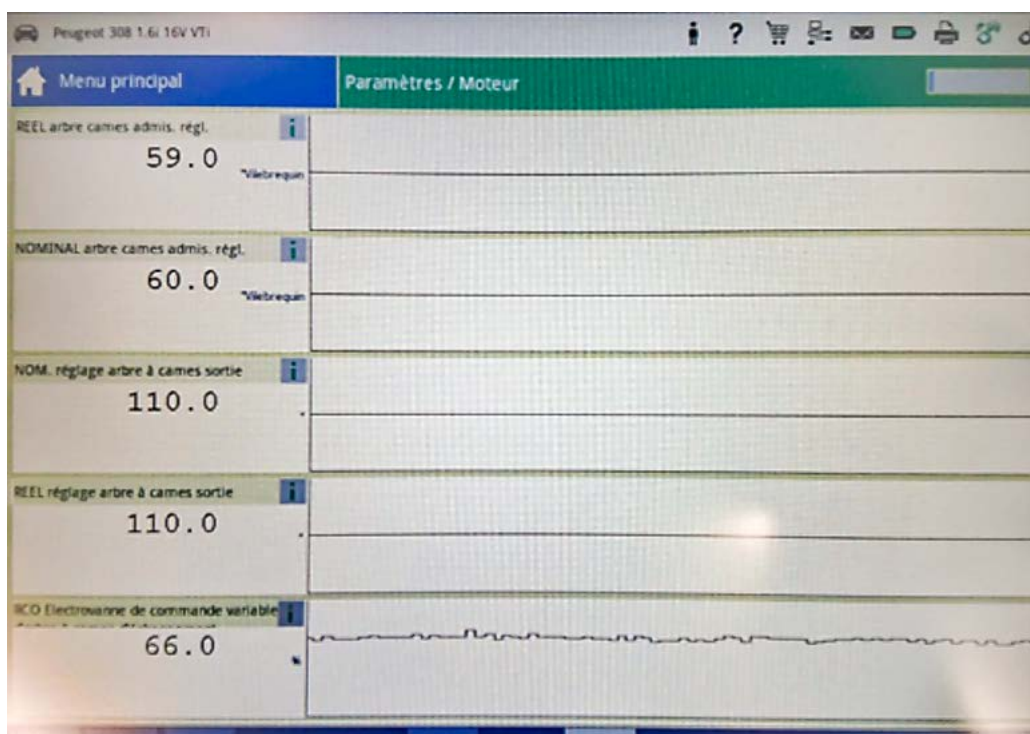 Peugeot 308 1.6i 16V VTi
?
Menu principal
Paramètres / Moteur
REEL arbre cames admis. régl.
i
59.0
°Vilebrequin
NOMINAL arbre cames admis. régl.
i
60.0
°Vilebrequin
NOM. réglage arbre à cames sortie
i
110.0
°
REEL réglage arbre à cames sortie
i
110.0
°
RCO Electrovanne de commande variable
i
66.0
%